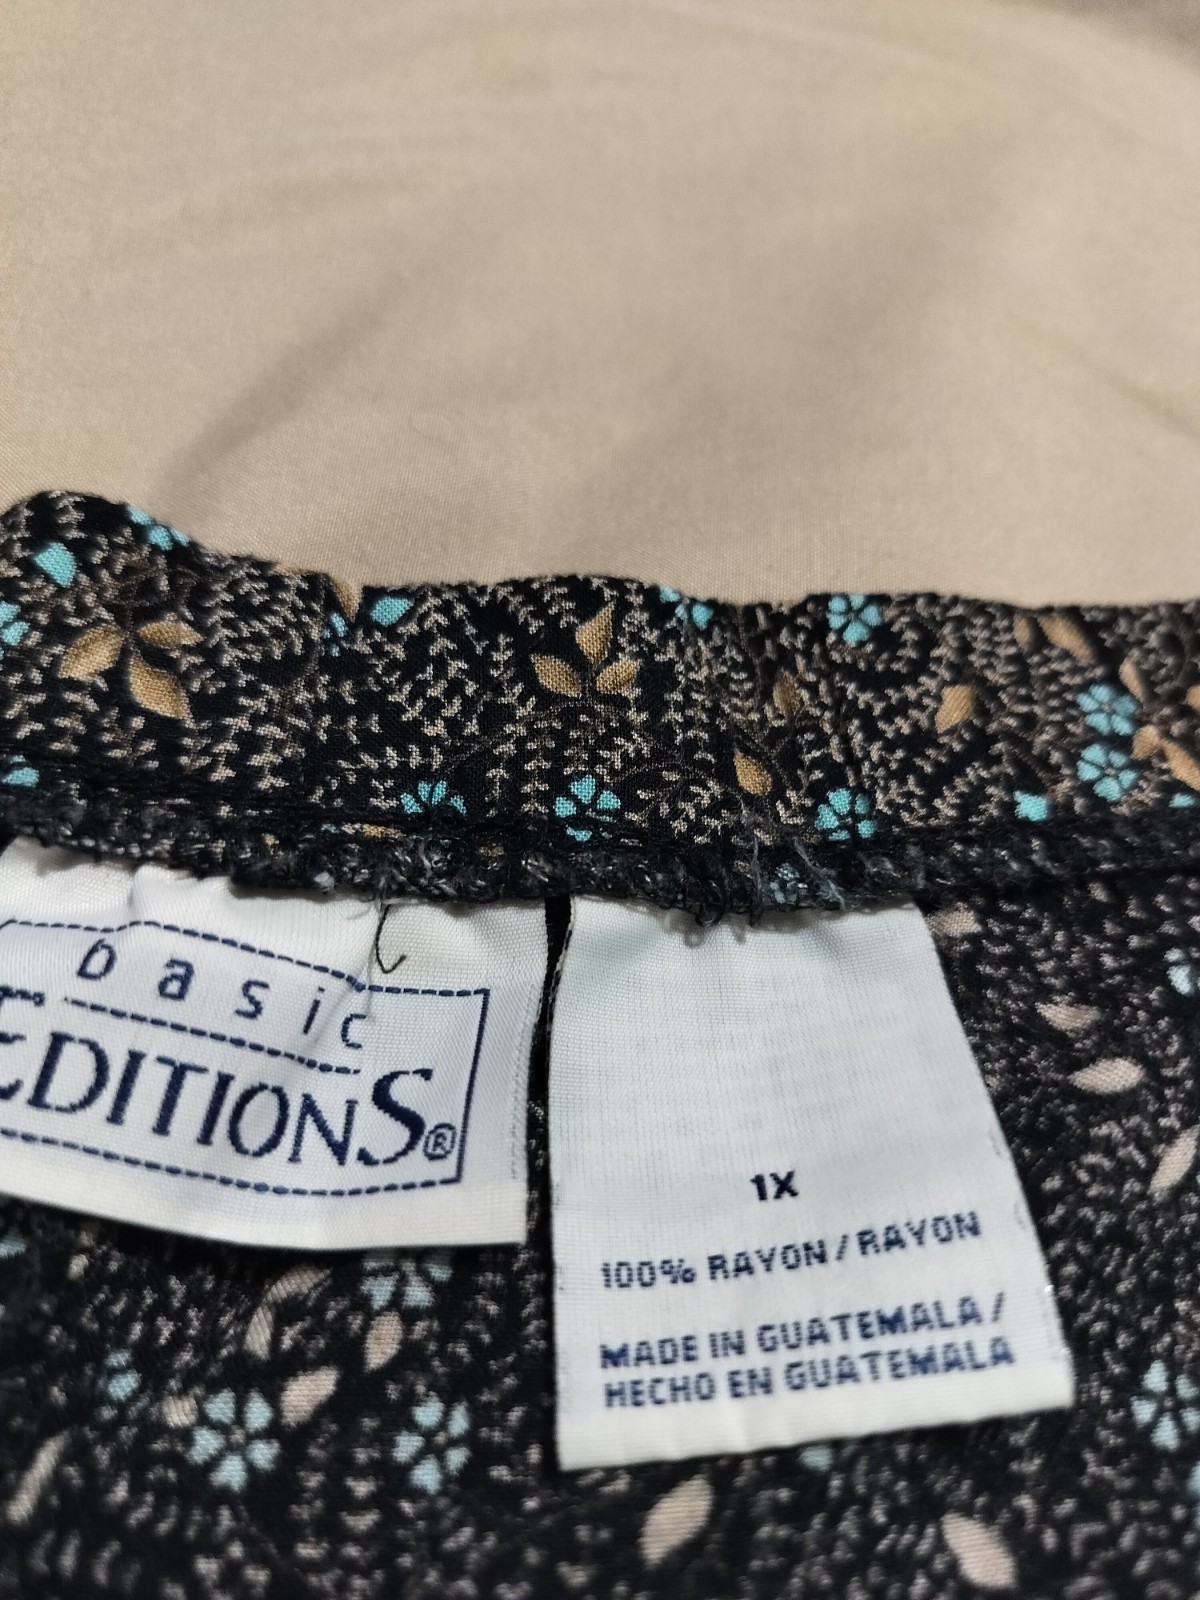 basic
EDITIONS®
1X
100% RAYON/RAYON
MADE IN GUATEMALA/
HECHO EN GUATEMALA